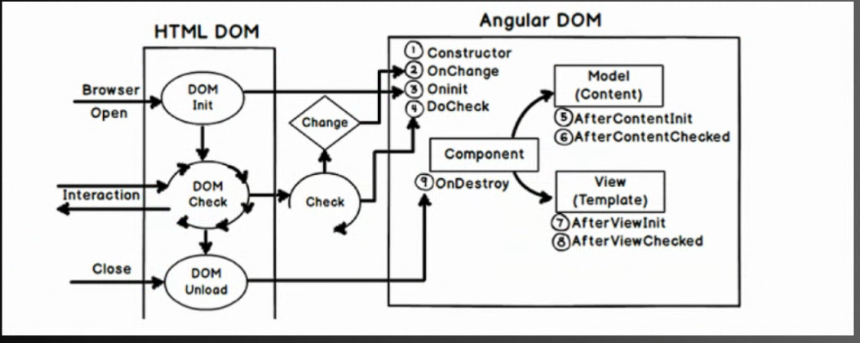 HTML DOM
Angular DOM
Browser
Open
DOM
Init
Interaction
DOM
Check
Close
DOM
Unload
Change
Check
① Constructor
② OnChange
③ Oninit
④ DoCheck
Component
⑨ OnDestroy
Model
(Content)
⑤ AfterContentInit
⑥ AfterContentChecked
View
(Template)
⑦ AfterViewInit
⑧ AfterViewChecked